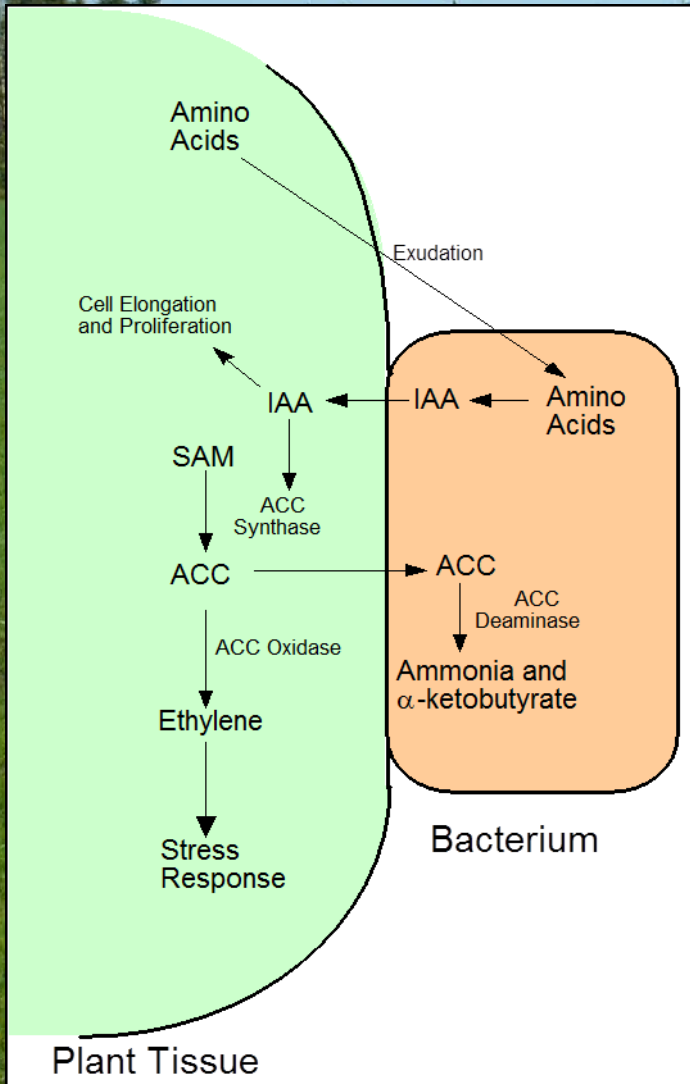 Amino
Acids
Exudation
Cell Elongation
and Proliferation
IAA
IAA
Amino
Acids
SAM
ACC
Synthase
ACC
ACC
ACC
Deaminase
ACC Oxidase
Ammonia and
α-ketobutyrate
Ethylene
Stress
Response
Bacterium
Plant Tissue